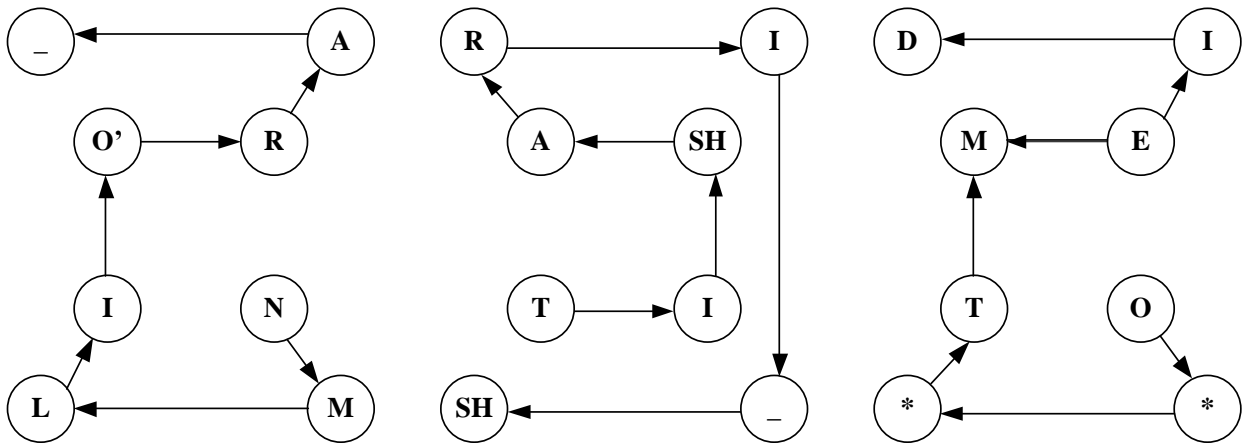 _ A R I D I
O’ R A SH M E
I N T I T O
L M SH _ * *